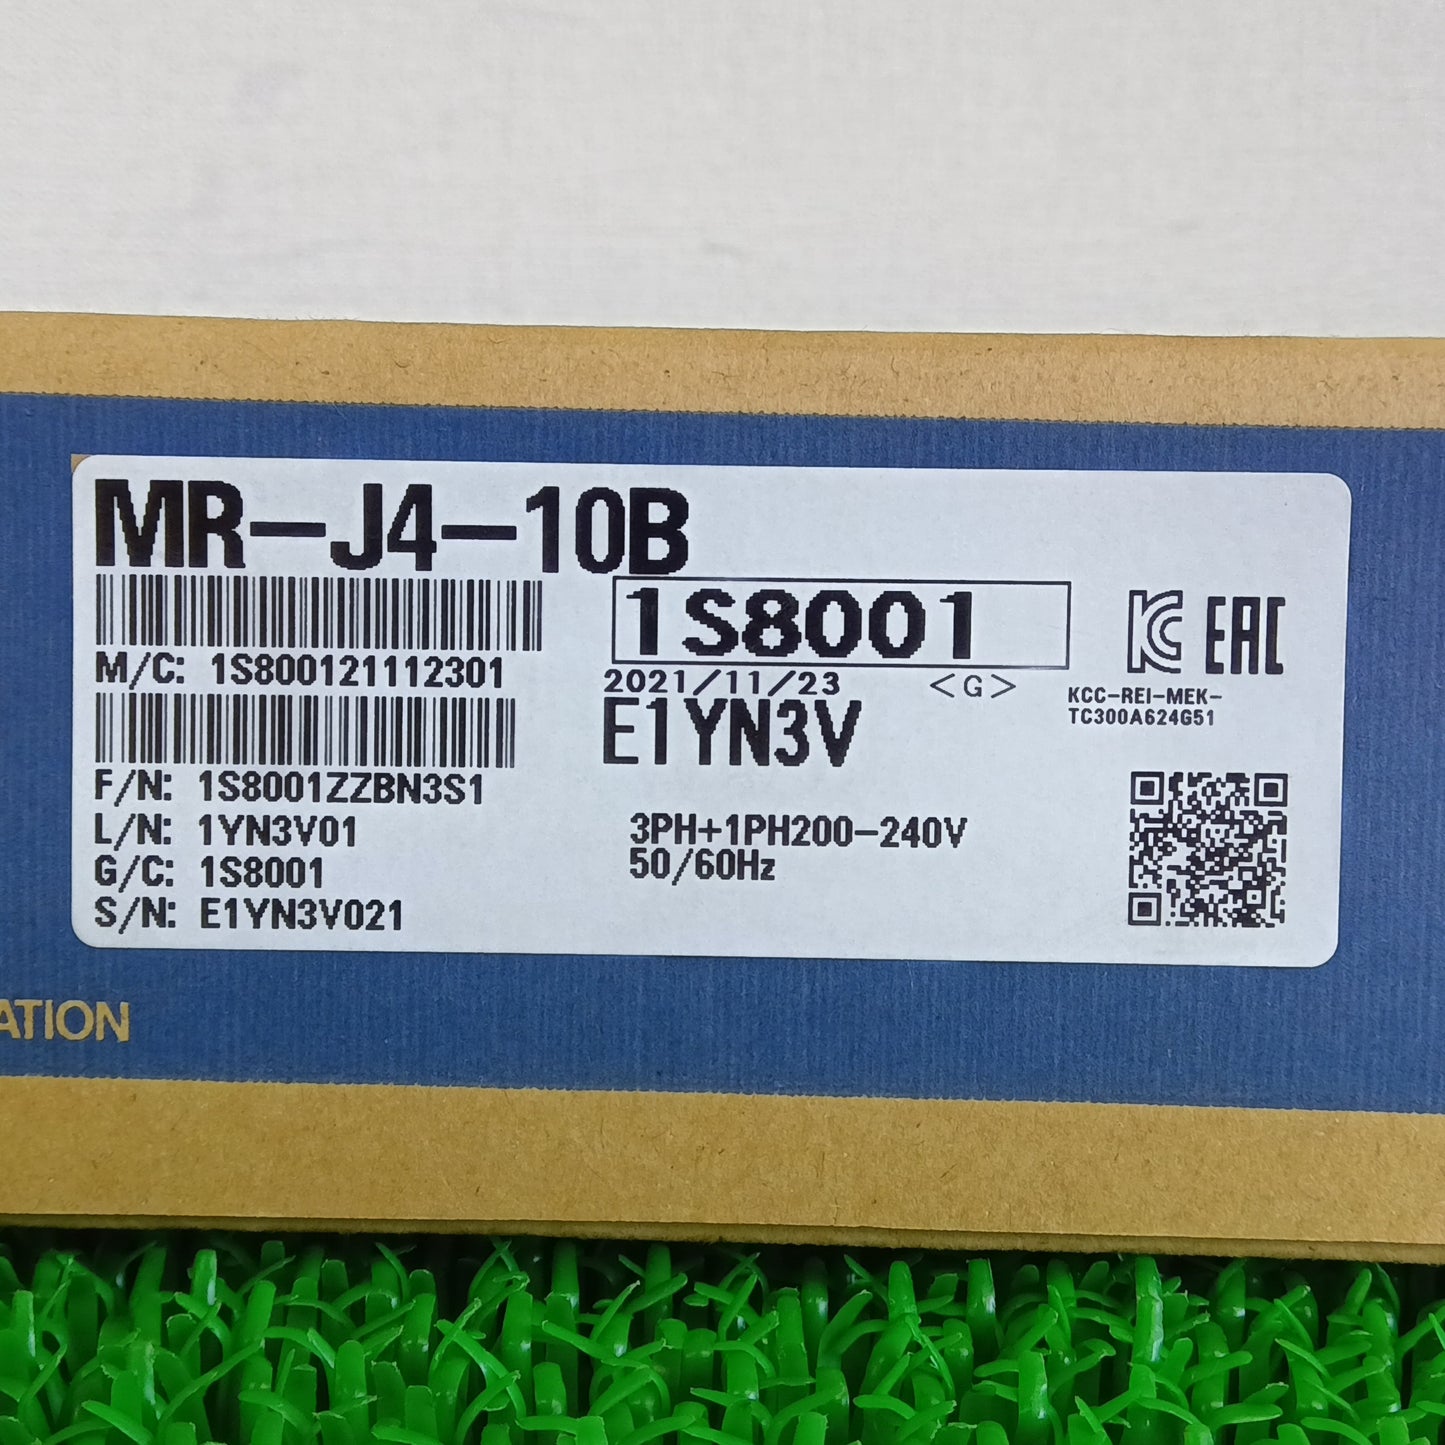 MR-J4-10B
1S8001
M/C: 1S800121112301
2021/11/23 <G>
E1YN3V
KCC-REI-MEK-
TC300A624G51
EAC
F/N: 1S8001ZZBN3S1
L/N: 1YN3V01
G/C: 1S8001
S/N: E1YN3V021
3PH+1PH200-240V
50/60Hz
ATION